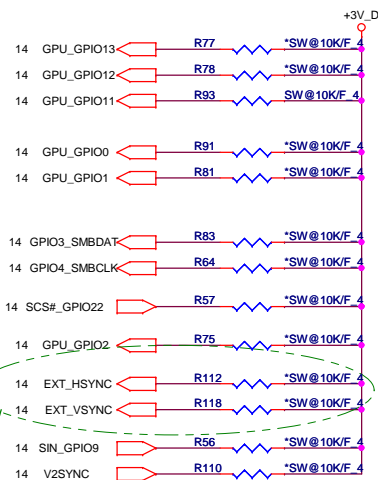 +3V_D
14 GPU_GPIO13 R77 *SW@10K/F_4
14 GPU_GPIO12 R78 *SW@10K/F_4
14 GPU_GPIO11 R93 SW@10K/F_4
14 GPU_GPIO0 R91 *SW@10K/F_4
14 GPU_GPIO1 R81 *SW@10K/F_4
14 GPIO3_SMBDAT R83 *SW@10K/F_4
14 GPIO4_SMBCLK R64 *SW@10K/F_4
14 SCS#_GPIO22 R57 *SW@10K/F_4
14 GPU_GPIO2 R75 *SW@10K/F_4
14 EXT_HSYNC R112 *SW@10K/F_4
14 EXT_VSYNC R118 *SW@10K/F_4
14 SIN_GPIO9 R56 *SW@10K/F_4
14 V2SYNC R110 *SW@10K/F_4